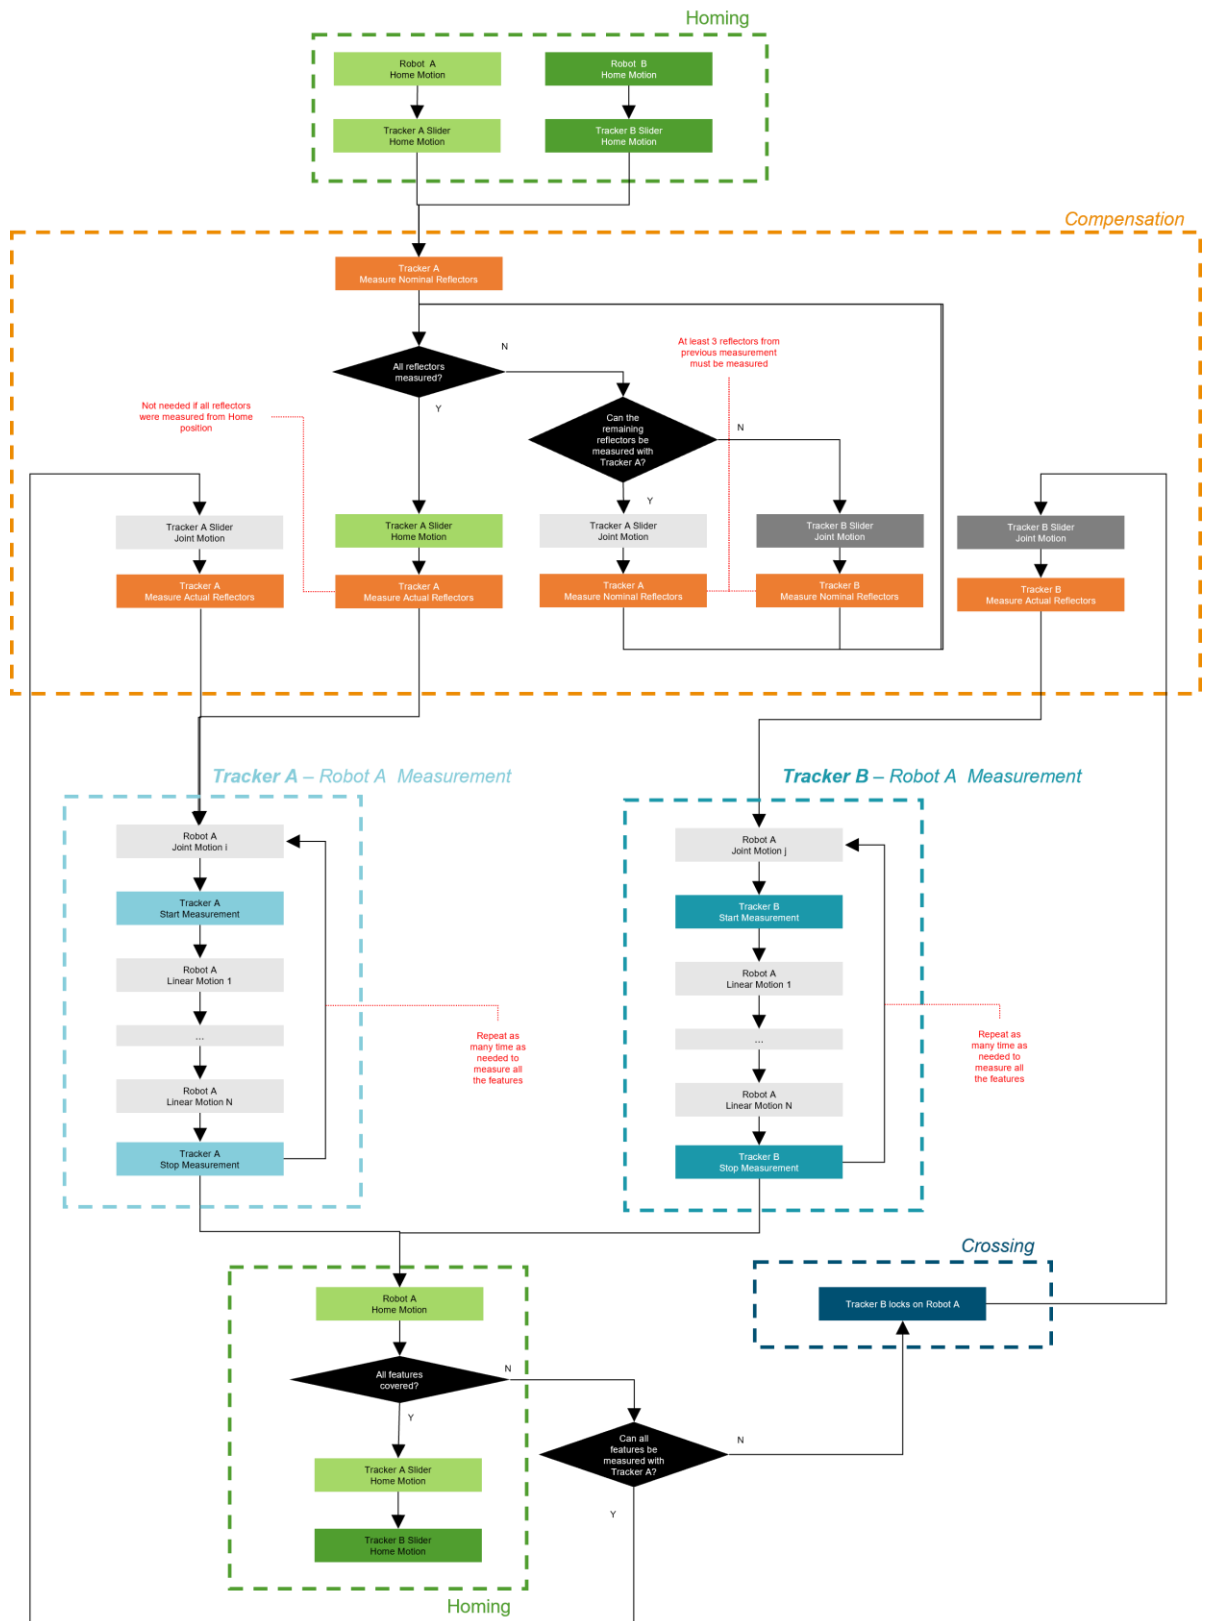 Homing
Robot A
Home Motion
Robot B
Home Motion
Tracker A Slider
Home Motion
Tracker B Slider
Home Motion
Compensation
Tracker A
Measure Nominal Reflectors
All reflectors
measured?
N
Y
At least 3 reflectors from
previous measurement
must be measured
Not needed if all reflectors
were measured from Home
position
Can the
remaining
reflectors be
measured with
Tracker A?
N
Y
Tracker A Slider
Joint Motion
Tracker A Slider
Home Motion
Tracker A Slider
Joint Motion
Tracker B Slider
Joint Motion
Tracker B Slider
Joint Motion
Tracker A
Measure Actual Reflectors
Tracker A
Measure Actual Reflectors
Tracker A
Measure Nominal Reflectors
Tracker B
Measure Nominal Reflectors
Tracker B
Measure Actual Reflectors
Tracker A – Robot A Measurement
Robot A
Joint Motion i
Tracker A
Start Measurement
Robot A
Linear Motion 1
...
Robot A
Linear Motion N
Tracker A
Stop Measurement
Repeat as
many time as
needed to
measure all
the features
Tracker B – Robot A Measurement
Robot A
Joint Motion j
Tracker B
Start Measurement
Robot A
Linear Motion 1
...
Robot A
Linear Motion N
Tracker B
Stop Measurement
Repeat as
many time as
needed to
measure all
the features
Crossing
Tracker B locks on Robot A
Robot A
Home Motion
All features
covered?
N
Y
Can all
features be
measured with
Tracker A?
N
Y
Tracker A Slider
Home Motion
Tracker B Slider
Home Motion
Homing